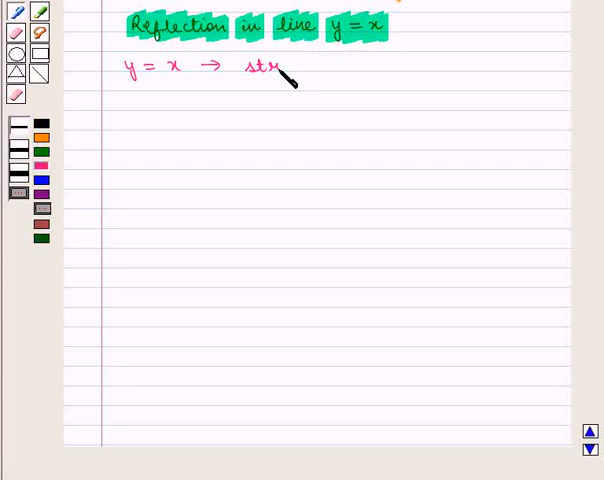 Reflection in line y = x
y = x → str